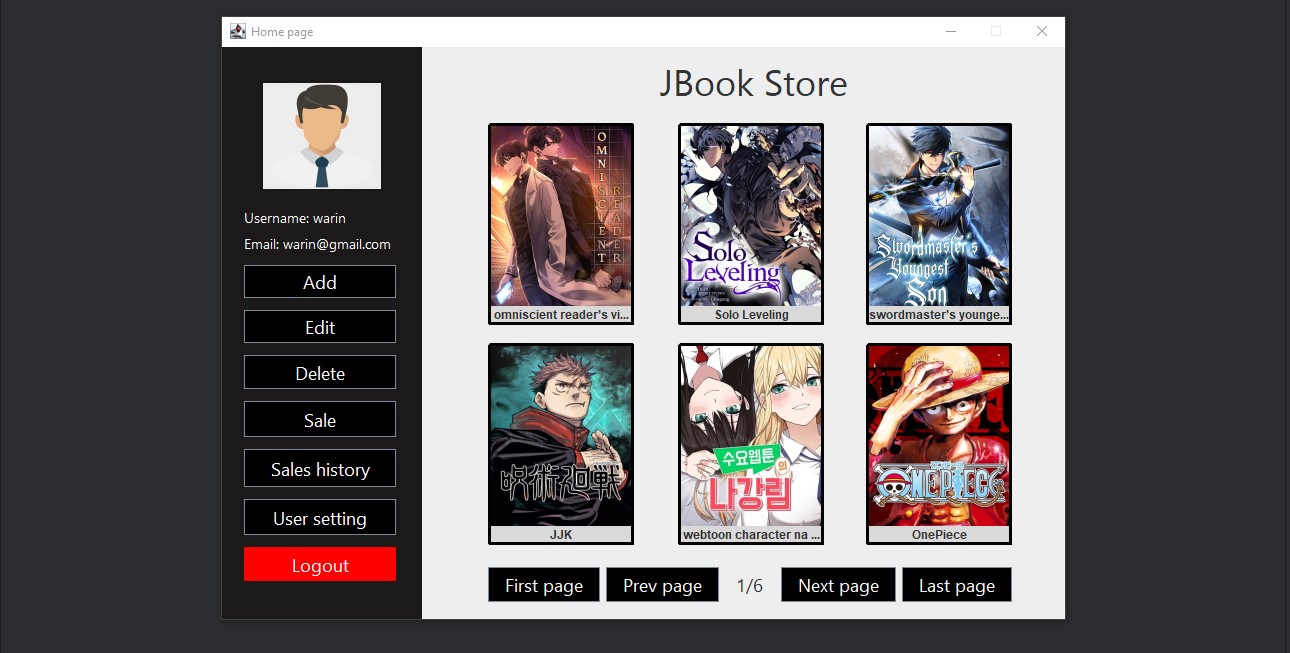 Home page
JBook Store
Username: warin
Email: warin@gmail.com
Add
Edit
Delete
Sale
Sales history
User setting
Logout
OMNISCIENT
READER
omniscient reader's vi...
Solo
Leveling
Solo Leveling
Swordmaster's
Youngest
Son
swordmaster's younge...
呪術廻戦
JJK
수요웹툰
의
나강림
webtoon character na ...
ONE PIECE
OnePiece
First page
Prev page
1/6
Next page
Last page